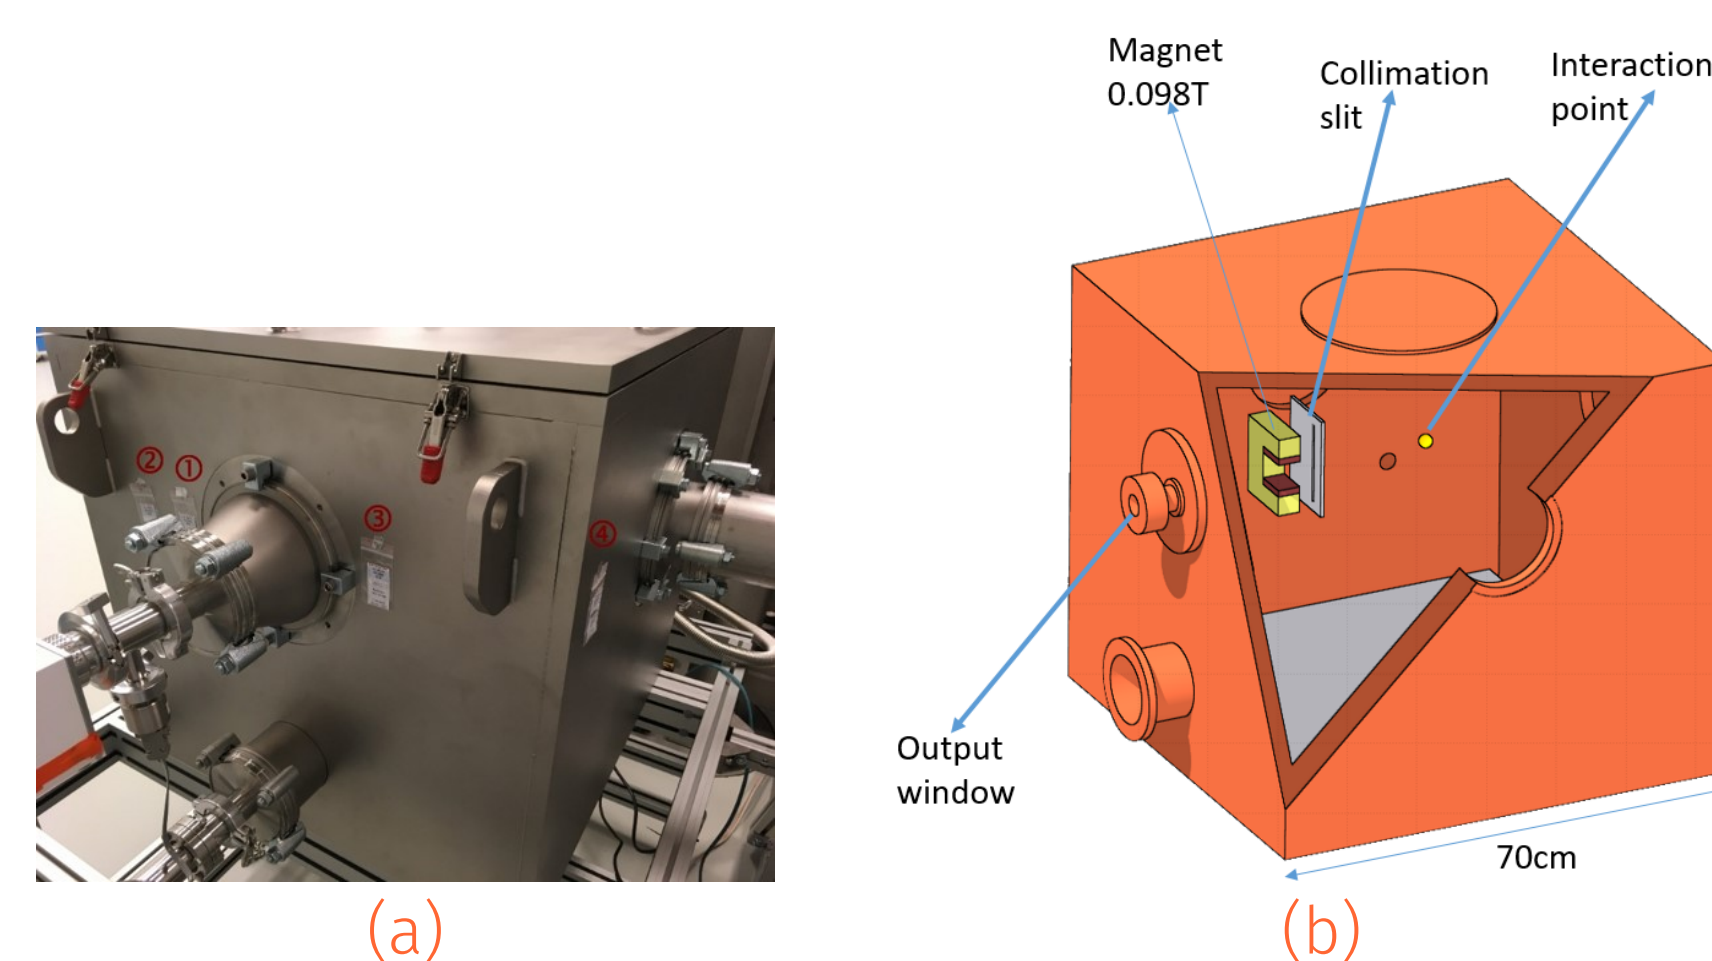 Magnet
0.098T
Collimation
slit
Interaction
point
②
①
③
④
Output
window
70cm
(a)
(b)